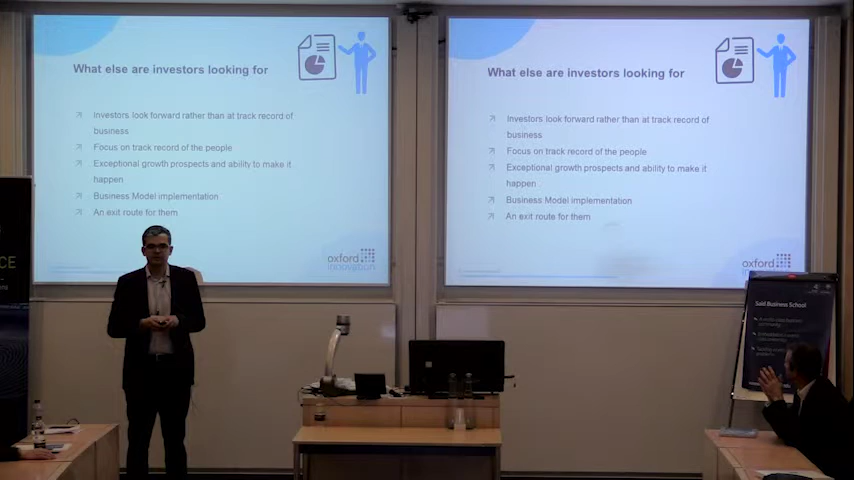 What else are investors looking for
Investors look forward rather than at track record of
business
Focus on track record of the people
Exceptional growth prospects and ability to make it
happen
Business Model implementation
An exit route for them
oxford
innovation
What else are investors looking for
Investors look forward rather than at track record of
business
Focus on track record of the people
Exceptional growth prospects and ability to make it
happen
Business Model implementation
An exit route for them
oxford
innovation
CE
Saïd Business School